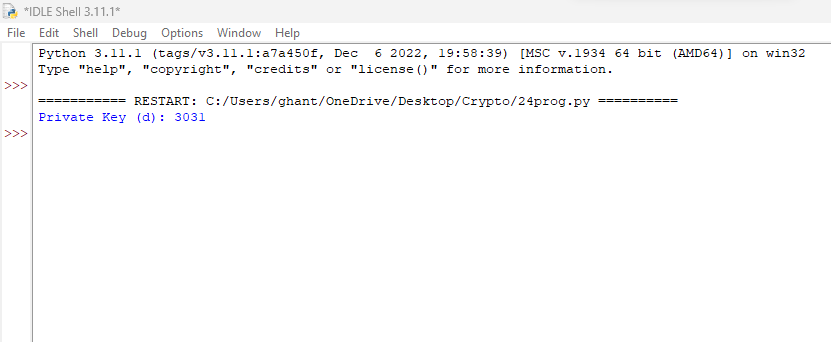 *IDLE Shell 3.11.1*
File Edit Shell Debug Options Window Help
Python 3.11.1 (tags/v3.11.1:a7a450f, Dec  6 2022, 19:58:39) [MSC v.1934 64 bit (AMD64)] on win32
Type "help", "copyright", "credits" or "license()" for more information.
>>>
=========== RESTART: C:/Users/ghant/OneDrive/Desktop/Crypto/24prog.py ==========
Private Key (d): 3031
>>>